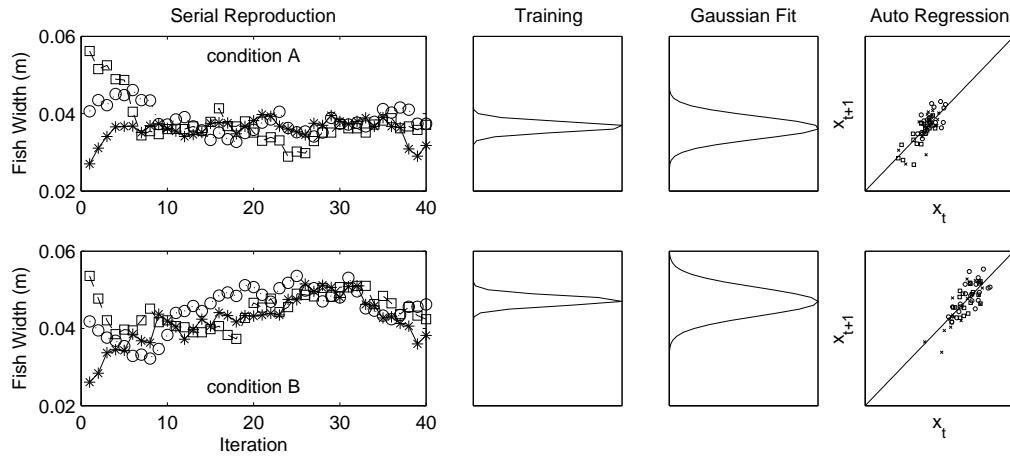 Serial Reproduction
Training
Gaussian Fit
Auto Regression
0.06
0.04
0.02
Fish Width (m)
condition A
0 10 20 30 40
x_{t+1}
x_t
0.06
0.04
0.02
Fish Width (m)
condition B
0 10 20 30 40
Iteration
x_{t+1}
x_t